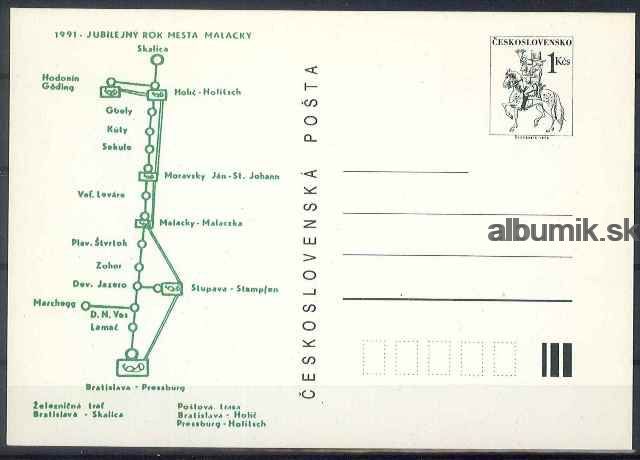 1991 - JUBILEJNÝ ROK MESTA MALACKY
Skalica
Hodonín
Göding
Holíč - Holitsch
Gbely
Kúty
Sekule
Moravský Ján - St. Johann
Veľ. Leváre
Malacky - Malaczka
Plav. Štvrtok
Zohor
Dev. Jazero
Stupava - Stampfen
Marchegg
D. N. Ves
Lamač
Bratislava - Pressburg
Železničná trať
Bratislava - Skalica
Poštová trasa
Bratislava - Holíč
Pressburg - Holitsch
ČESKOSLOVENSKÁ POŠTA
ČESKOSLOVENSKO
1 Kčs
albumik.sk